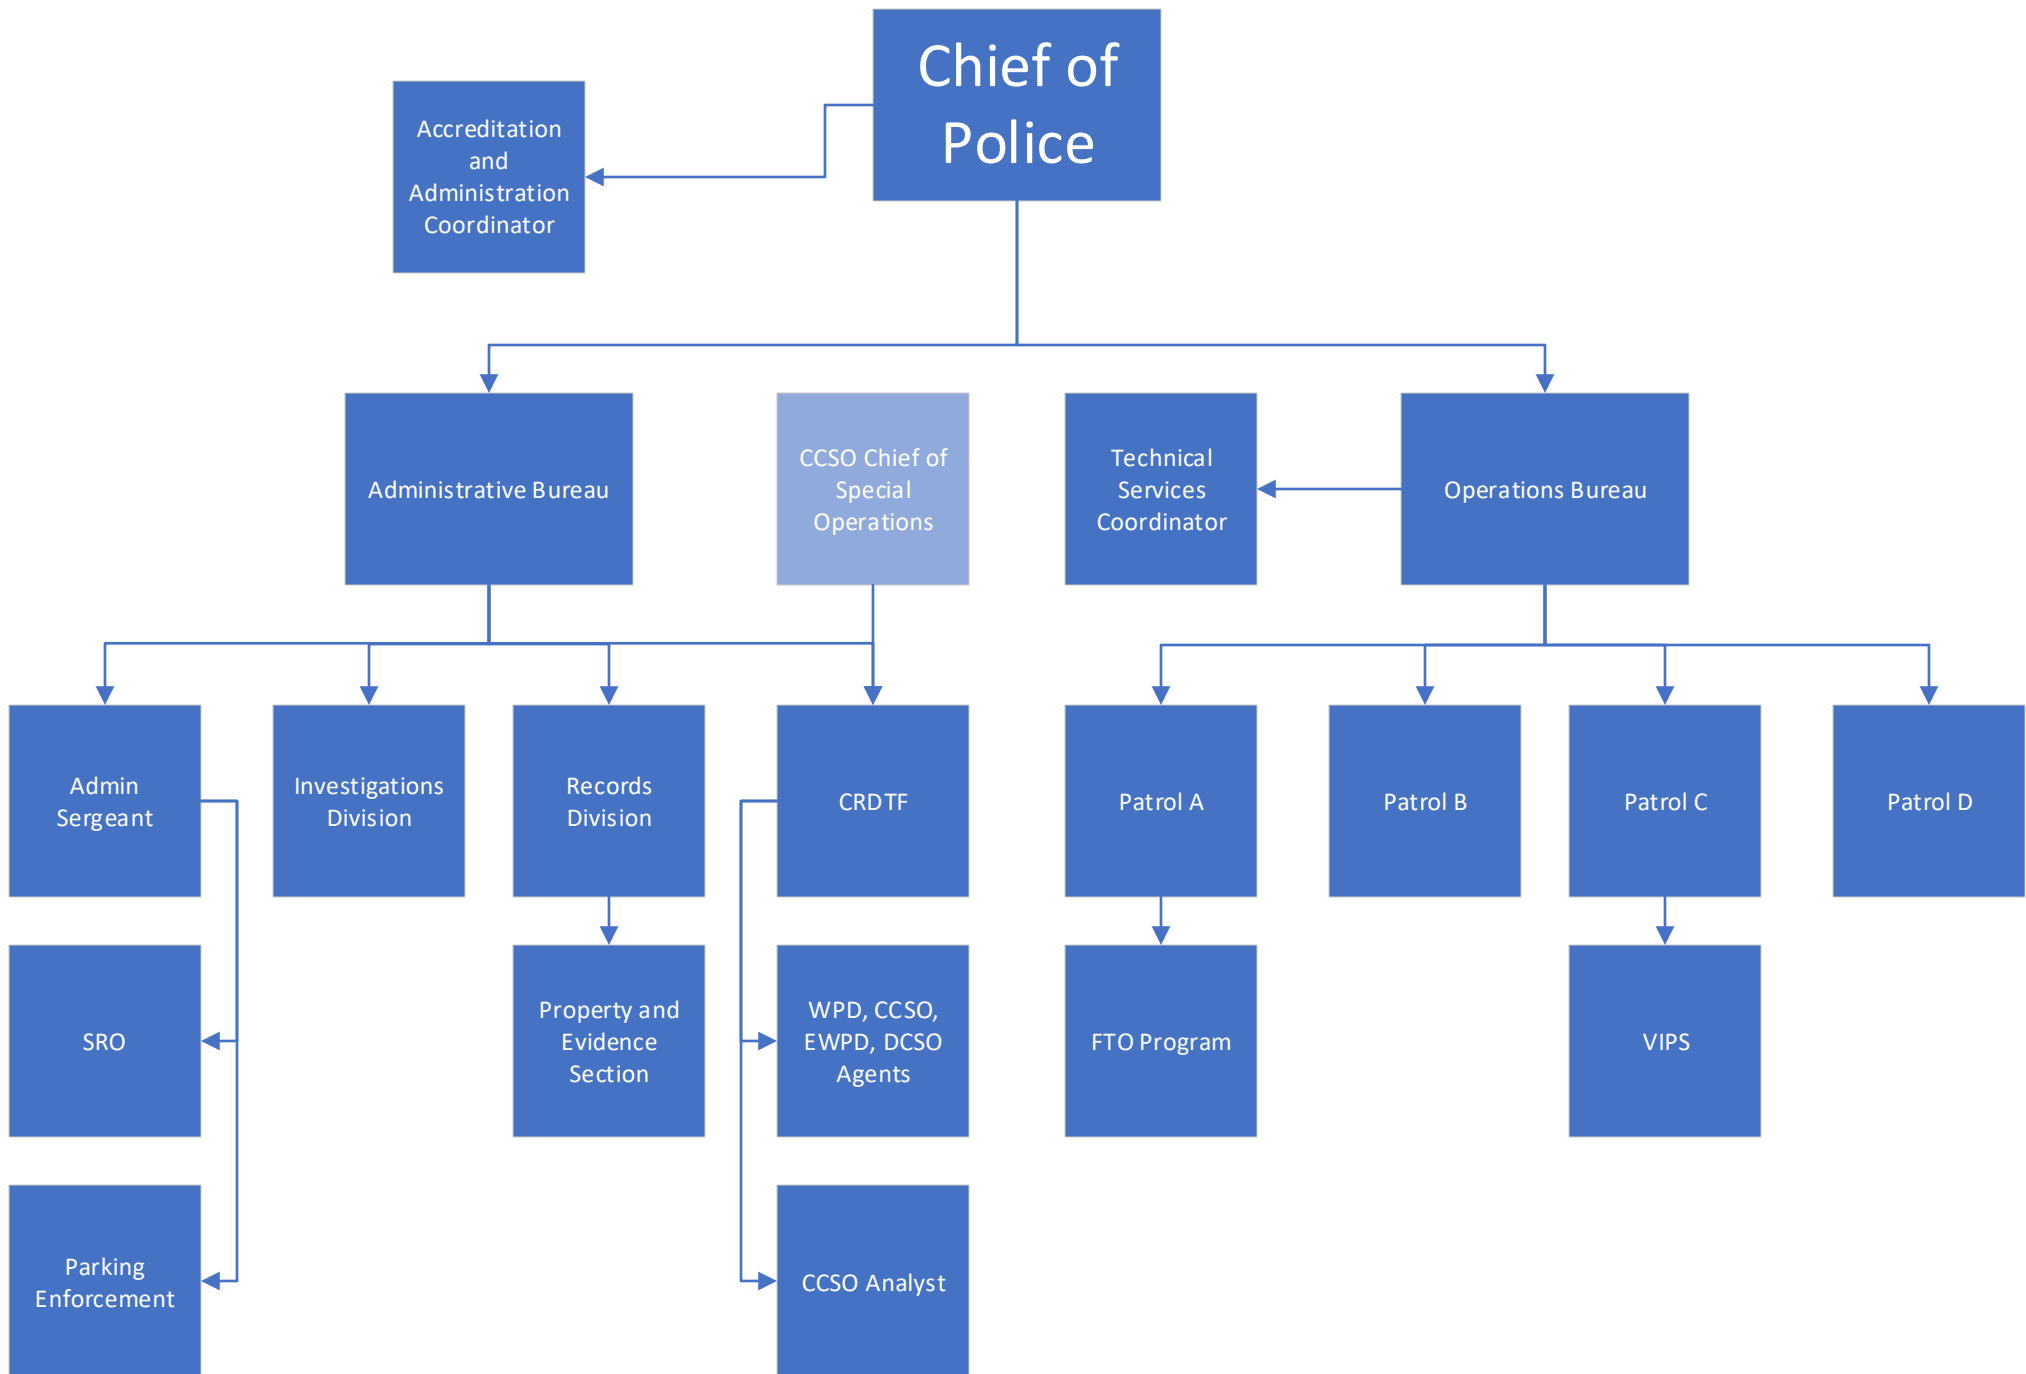 Chief of
Police
Accreditation
and
Administration
Coordinator
Administrative Bureau
CCSO Chief of
Special
Operations
Technical
Services
Coordinator
Operations Bureau
Admin
Sergeant
Investigations
Division
Records
Division
CRDTF
Patrol A
Patrol B
Patrol C
Patrol D
SRO
Property and
Evidence
Section
WPD, CCSO,
EWPD, DCSO
Agents
FTO Program
VIPS
Parking
Enforcement
CCSO Analyst